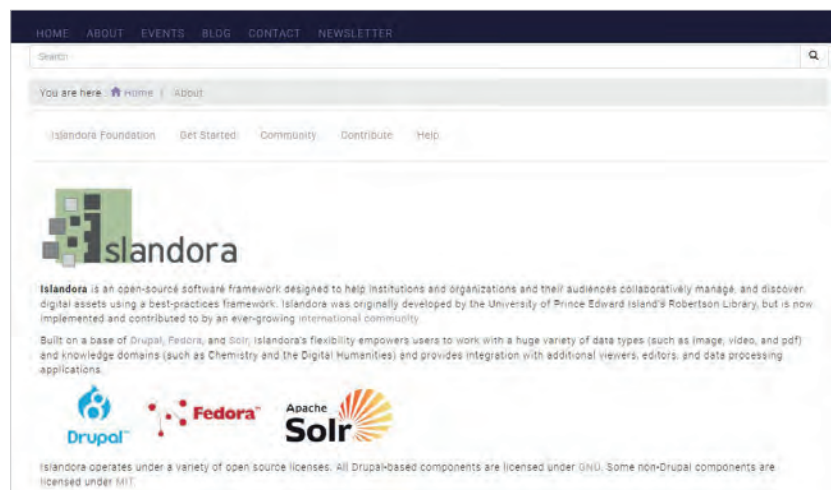 HOME ABOUT EVENTS BLOG CONTACT NEWSLETTER
Search
You are here Home | About
Islandora Foundation Get Started Community Contribute Help
Islandora
Islandora is an open-source software framework designed to help institutions and organizations and their audiences collaboratively manage, and discover
digital assets using a best-practices framework. Islandora was originally developed by the University of Prince Edward Island's Robertson Library, but is now
implemented and contributed to by an ever-growing international community
Built on a base of Drupal, Fedora, and Solr, Islandora's flexibility empowers users to work with a huge variety of data types (such as image, video, and pdf)
and knowledge domains (such as Chemistry and the Digital Humanities) and provides integration with additional viewers, editors, and data processing
applications
Drupal™ Fedora™ Apache Solr
Islandora operates under a variety of open source licenses. All Drupal-based components are licensed under GNU. Some non-Drupal components are
licensed under MIT.